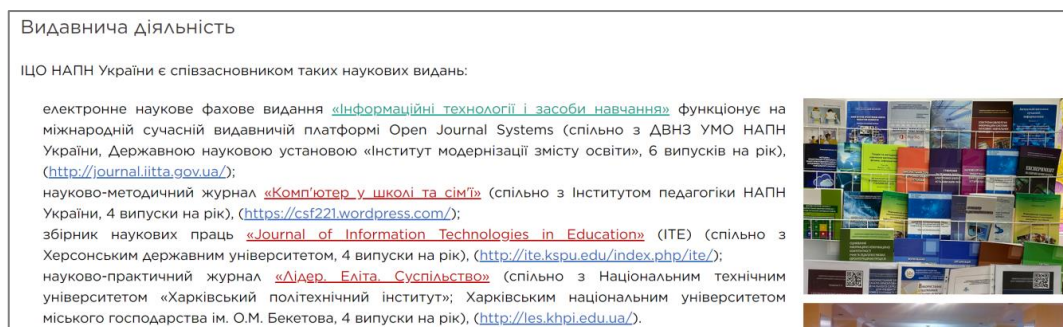 Видавнича діяльність
ІЦО НАПН України є співзасновником таких наукових видань:
електронне наукове фахове видання «Інформаційні технології і засоби навчання» функціонує на
міжнародній сучасній видавничій платформі Open Journal Systems (спільно з ДВНЗ УМО НАПН
України, Державою науковою установою «Інститут модернізації змісту освіти», 6 випусків на рік),
(http://journal.iitta.gov.ua/);
науково-методичний журнал «Комп'ютер у школі та сім'ї» (спільно з Інститутом педагогіки НАПН
України, 4 випуски на рік), (https://csf221.wordpress.com/);
збірник наукових праць «Journal of Information Technologies in Education» (ITE) (спільно з
Херсонським державним університетом, 4 випуски на рік), (http://ite.kspu.edu/index.php/ite/);
науково-практичний журнал «Лідер. Еліта. Суспільство» (спільно з Національним технічним
університетом «Харківський політехнічний інститут»; Харківським національним університетом
міського господарства ім. О.М. Бекетова, 4 випуски на рік), (http://les.khpi.edu.ua/).